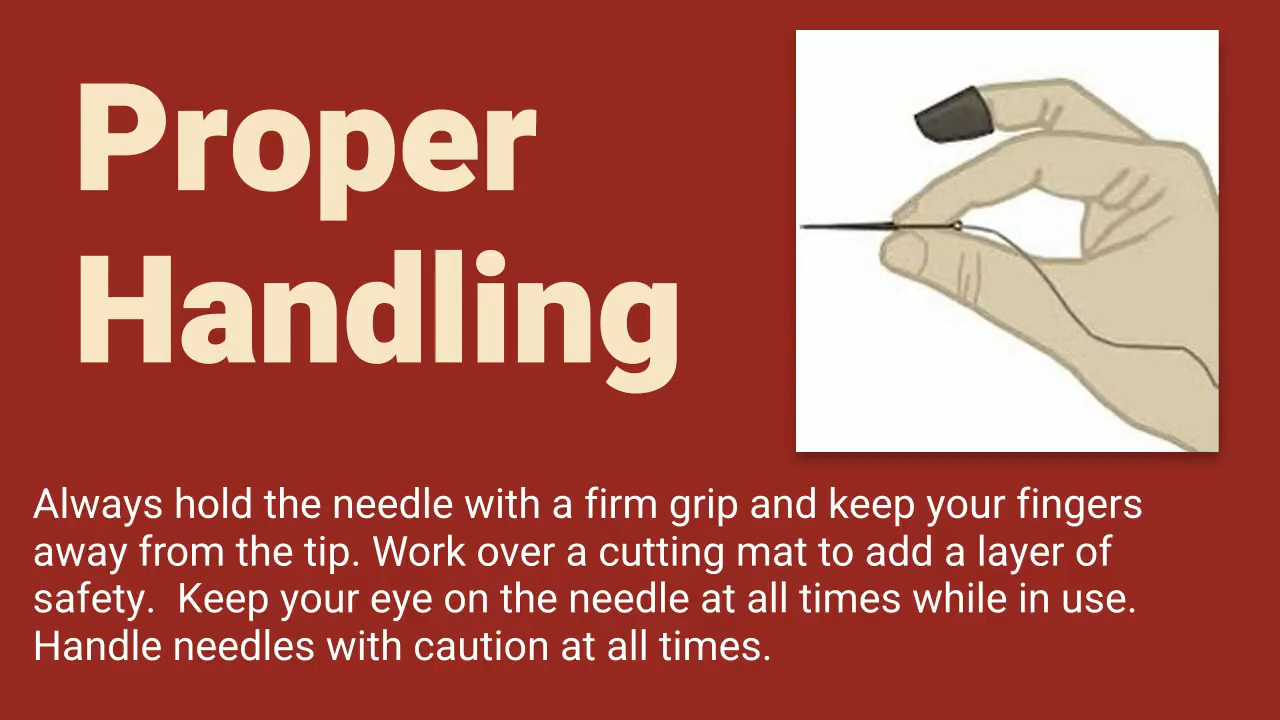 Proper
Handling
Always hold the needle with a firm grip and keep your fingers
away from the tip. Work over a cutting mat to add a layer of
safety.  Keep your eye on the needle at all times while in use.
Handle needles with caution at all times.